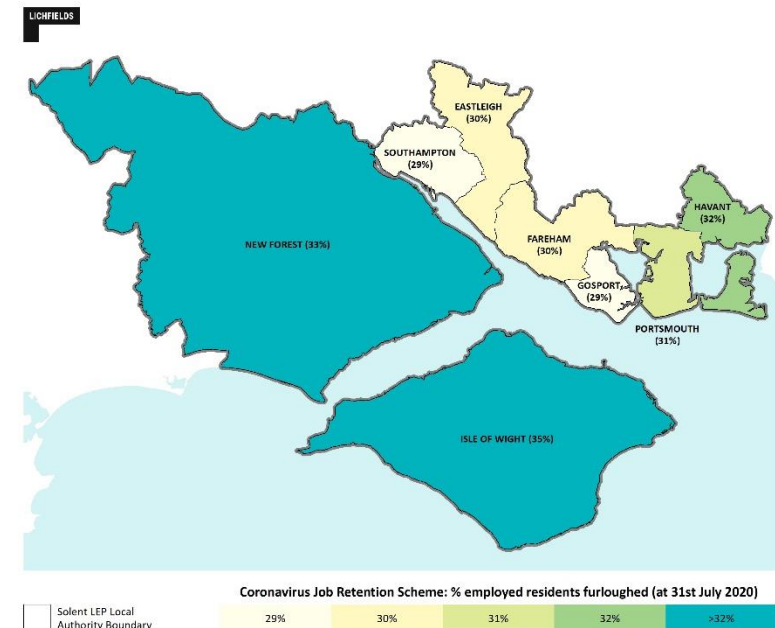 LICHFIELDS
EASTLEIGH
(30%)
SOUTHAMPTON
(29%)
HAVANT
(32%)
NEW FOREST (33%)
FAREHAM
(30%)
GOSPORT
(29%)
PORTSMOUTH
(31%)
ISLE OF WIGHT (35%)
Coronavirus Job Retention Scheme: % employed residents furloughed (at 31st July 2020)
Solent LEP Local
Authority Boundary
29% 30% 31% 32% >32%